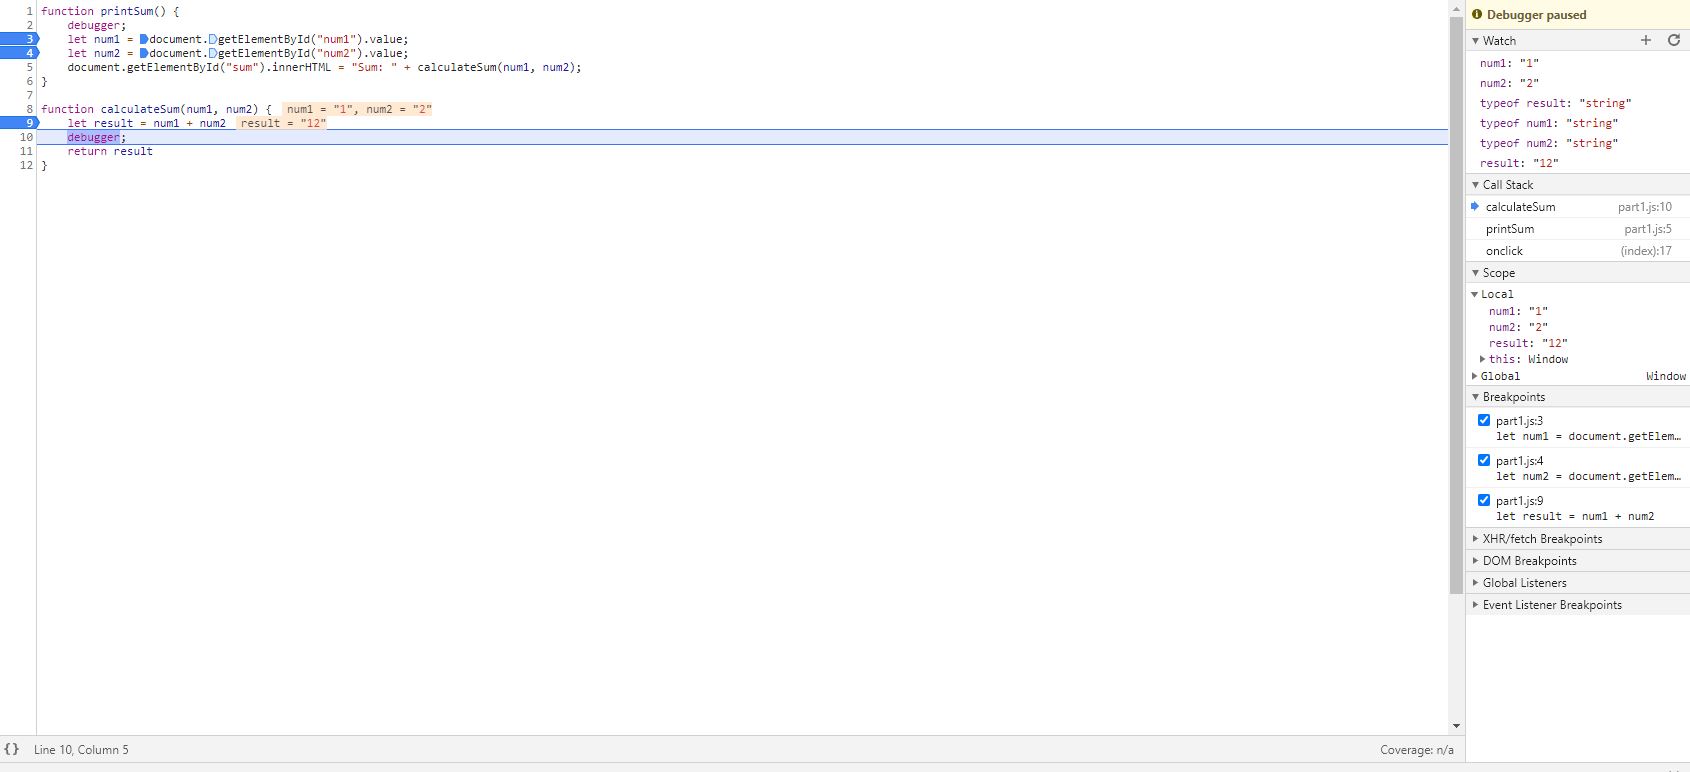 1 function printSum() {
2 debugger;
3 let num1 = document.getElementById("num1").value;
4 let num2 = document.getElementById("num2").value;
5 document.getElementById("sum").innerHTML = "Sum: " + calculateSum(num1, num2);
6 }
7
8 function calculateSum(num1, num2) { num1 = "1", num2 = "2"
9 let result = num1 + num2 result = "12"
10 debugger;
11 return result
12 }
{ } Line 10, Column 5
Coverage: n/a
Debugger paused
Watch
num1: "1"
num2: "2"
typeof result: "string"
typeof num1: "string"
typeof num2: "string"
result: "12"
Call Stack
calculateSum part1.js:10
printSum part1.js:5
onclick (index):17
Scope
Local
num1: "1"
num2: "2"
result: "12"
this: Window
Global Window
Breakpoints
part1.js:3
let num1 = document.getElem…
part1.js:4
let num2 = document.getElem…
part1.js:9
let result = num1 + num2
XHR/fetch Breakpoints
DOM Breakpoints
Global Listeners
Event Listener Breakpoints